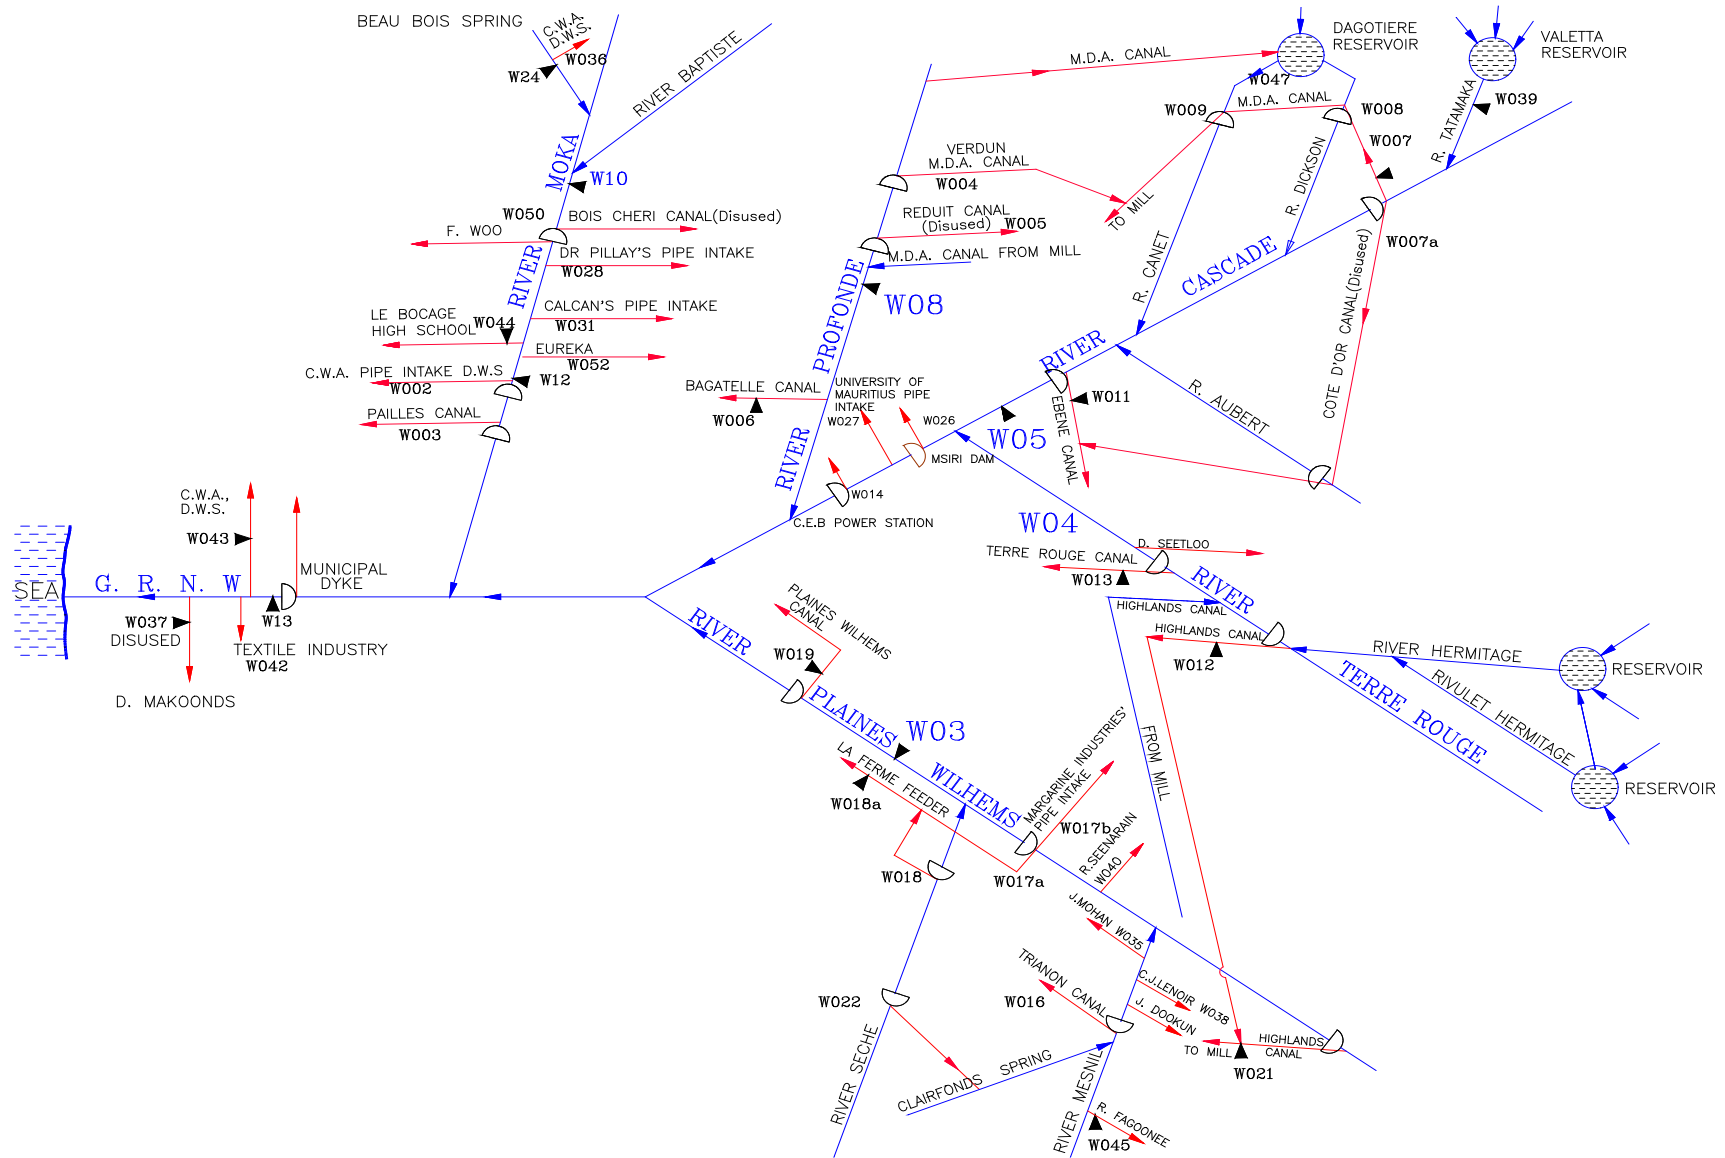 BEAU BOIS SPRING
C.W.A.
D.W.S.
W036
W24
RIVER BAPTISTE
MOKA
W10
W050
BOIS CHERI CANAL(Disused)
F. WOO
DR PILLAY'S PIPE INTAKE
W028
RIVER
CALCAN'S PIPE INTAKE
W031
LE BOCAGE
HIGH SCHOOL
W044
EUREKA
W052
C.W.A. PIPE INTAKE D.W.S
W002
W12
PAILLES CANAL
W003
C.W.A.,
D.W.S.
W043
MUNICIPAL
DYKE
SEA
G. R. N. W
W037
DISUSED
W13
TEXTILE INDUSTRY
W042
D. MAKOONDS
M.D.A. CANAL
DAGOTIERE
RESERVOIR
VALETTA
RESERVOIR
W047
M.D.A. CANAL
W009
W008
W007
W039
R. TATAMAKA
VERDUN
M.D.A. CANAL
W004
TO MILL
R. DICKSON
REDUIT CANAL
(Disused)
W005
M.D.A. CANAL FROM MILL
W08
R. CANET
CASCADE
W007a
COTE D'OR CANAL(Disused)
PROFONDE
RIVER
RIVER
BAGATELLE CANAL
W006
UNIVERSITY OF
MAURITIUS PIPE
INTAKE
W027
W026
W011
EBENE CANAL
R. AUBERT
W05
MSIRI DAM
W014
C.E.B POWER STATION
W04
D. SEETLOO
TERRE ROUGE CANAL
W013
RIVER
HIGHLANDS CANAL
HIGHLANDS CANAL
W012
RIVER HERMITAGE
RESERVOIR
RIVULET HERMITAGE
TERRE ROUGE
RESERVOIR
RIVER
PLAINES WILHEMS
CANAL
W019
PLAINES
W03
WILHEMS
LA FERME FEEDER
W018a
MARGARINE INDUSTRIES'
PIPE INTAKE
W017b
FROM MILL
R.SEENARAIN
W040
W018
W017a
J.MOHAN W035
TRIANON CANAL
W016
C.J.LENOIR W038
J. DOOKUN
W022
HIGHLANDS
CANAL
TO MILL
W021
RIVER SECHE
CLAIRFONDS SPRING
RIVER MESNIL
R. FAGOONEE
W045